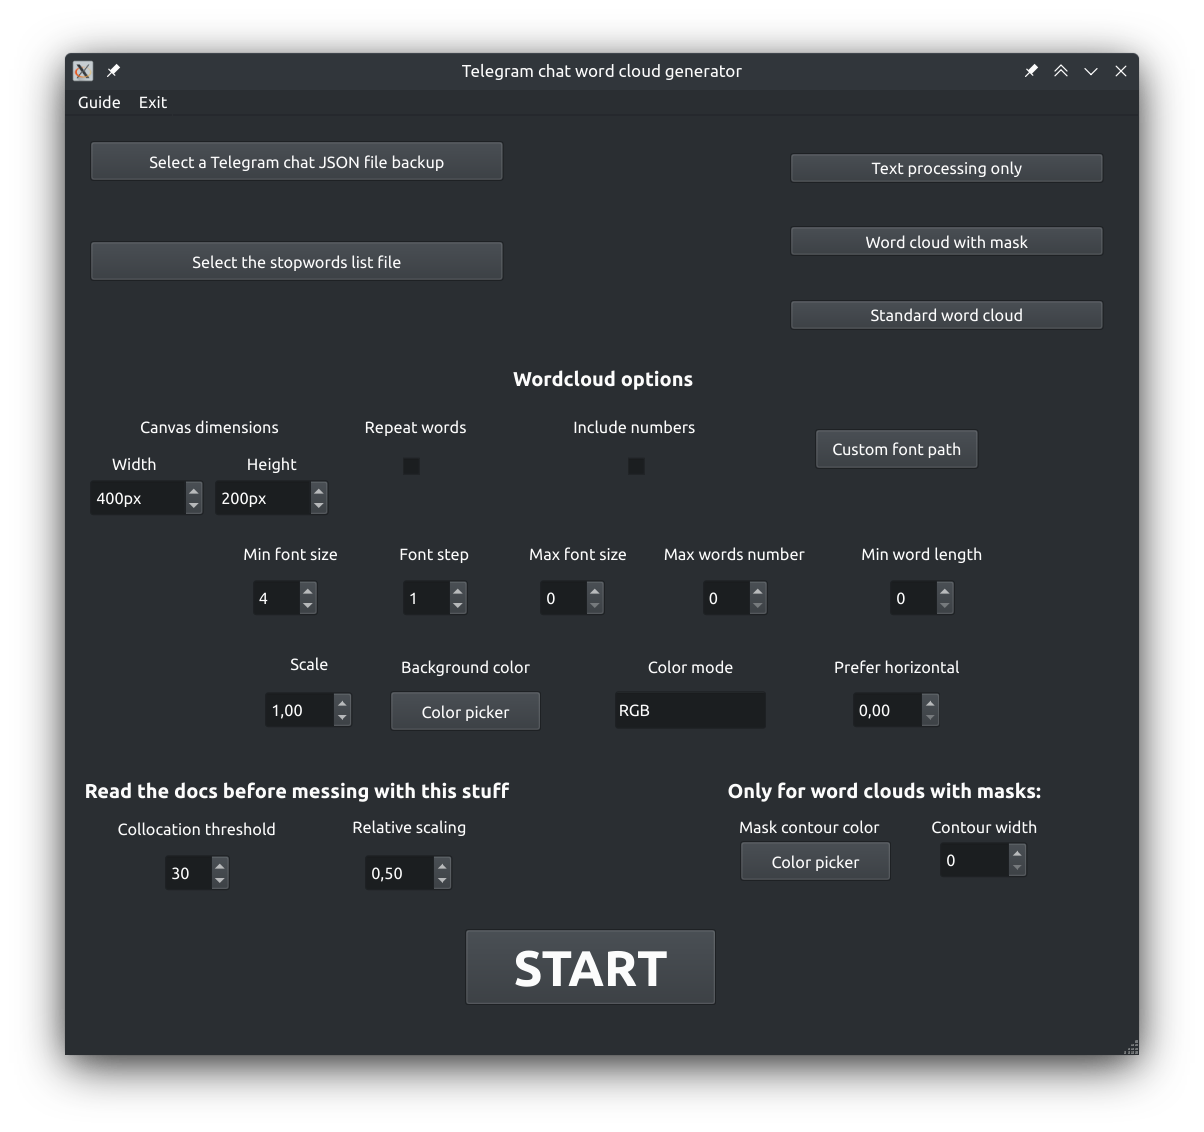 Telegram chat word cloud generator
Guide Exit
Select a Telegram chat JSON file backup
Text processing only
Word cloud with mask
Select the stopwords list file
Standard word cloud
Wordcloud options
Canvas dimensions Repeat words Include numbers
Custom font path
Width Height
400px 200px
Min font size Font step Max font size Max words number Min word length
4 1 0 0 0
Scale Background color Color mode Prefer horizontal
1,00 Color picker RGB 0,00
Read the docs before messing with this stuff Only for word clouds with masks:
Collocation threshold Relative scaling Mask contour color Contour width
30 0,50 Color picker 0
START